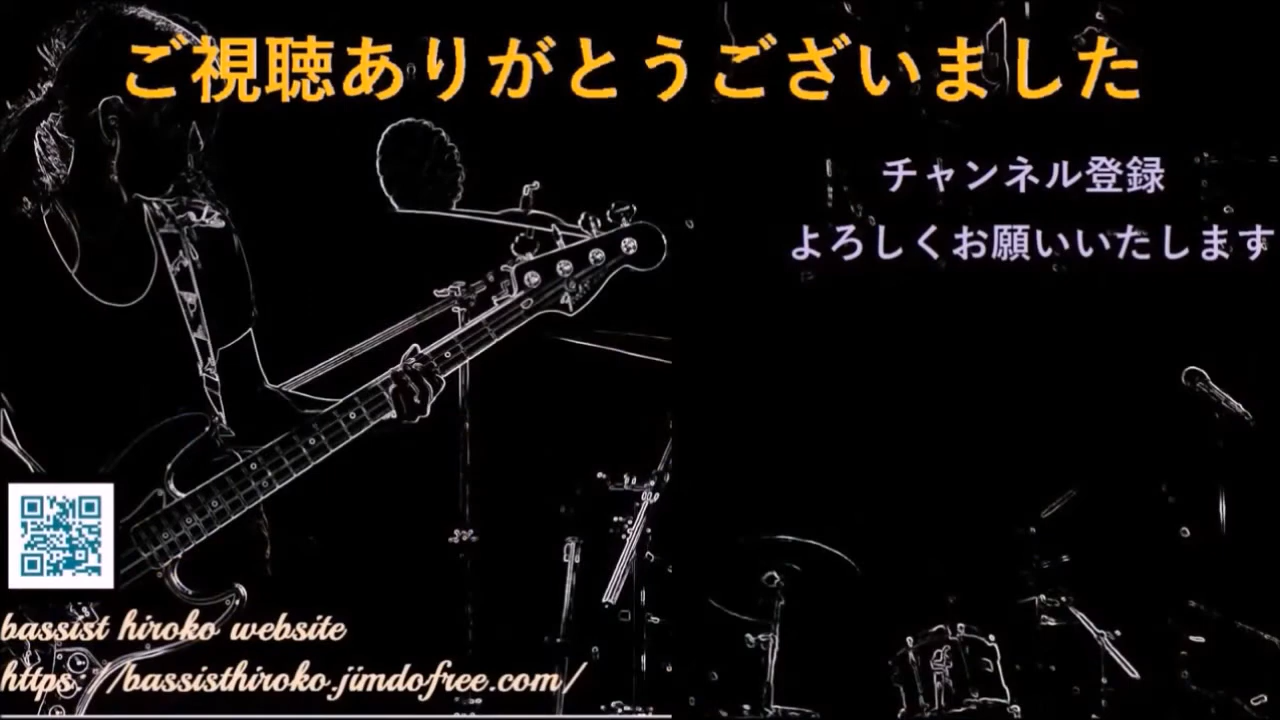 ご視聴ありがとうございました
チャンネル登録
よろしくお願いいたします
bassist hiroko website
https://bassisthiroko.jimdofree.com/